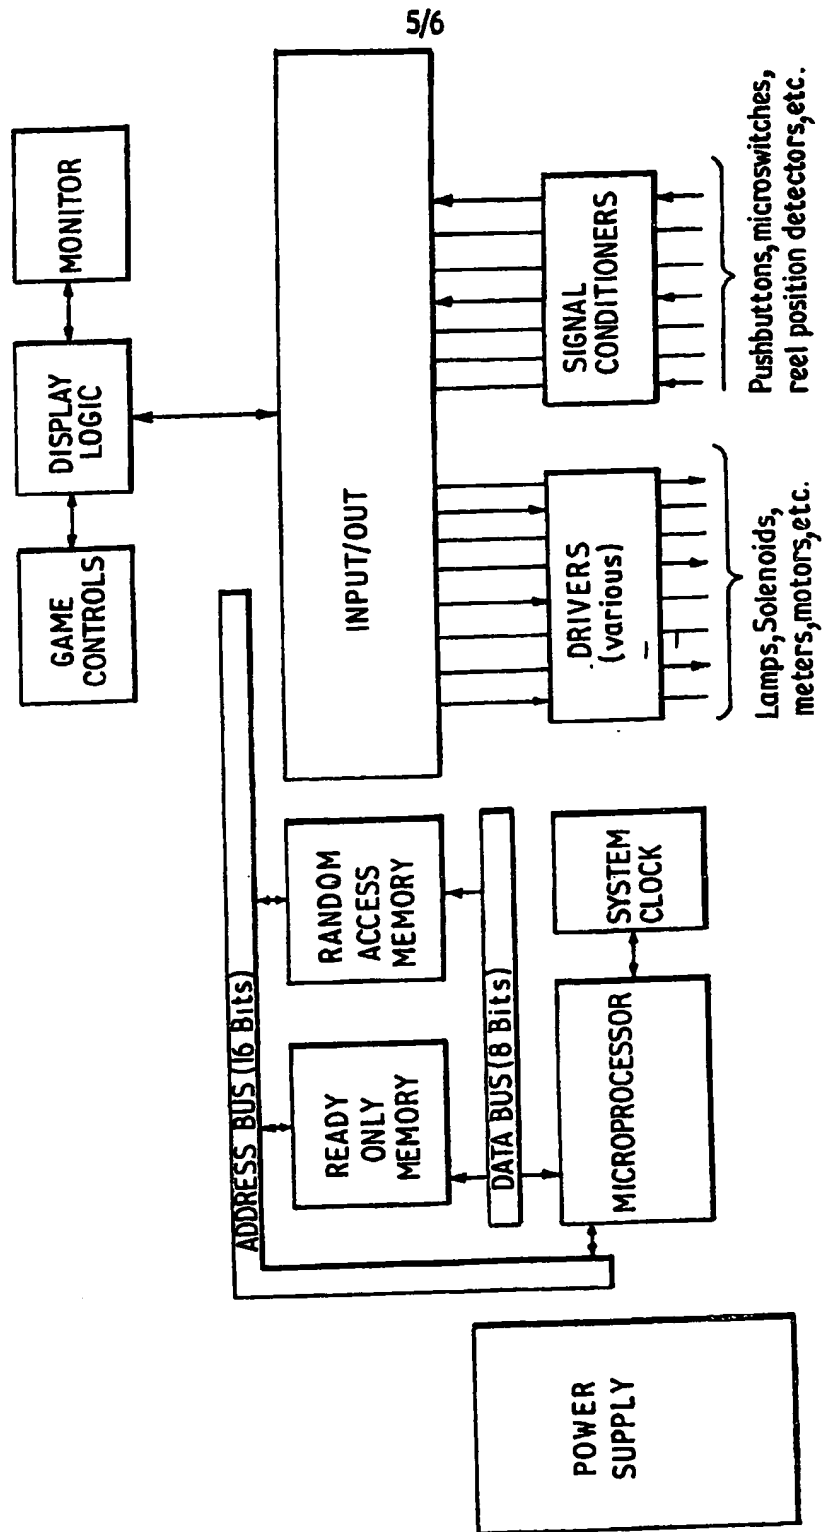 5/6
GAME
CONTROLS
DISPLAY
LOGIC
MONITOR
ADDRESS BUS (16 Bits)
READY
ONLY
MEMORY
RANDOM
ACCESS
MEMORY
INPUT/OUT
DATA BUS (8 Bits)
POWER
SUPPLY
MICROPROCESSOR
SYSTEM
CLOCK
DRIVERS
(various)
SIGNAL
CONDITIONERS
Lamps, Solenoids,
meters, motors, etc.
Pushbuttons, microswitches,
reel position detectors, etc.